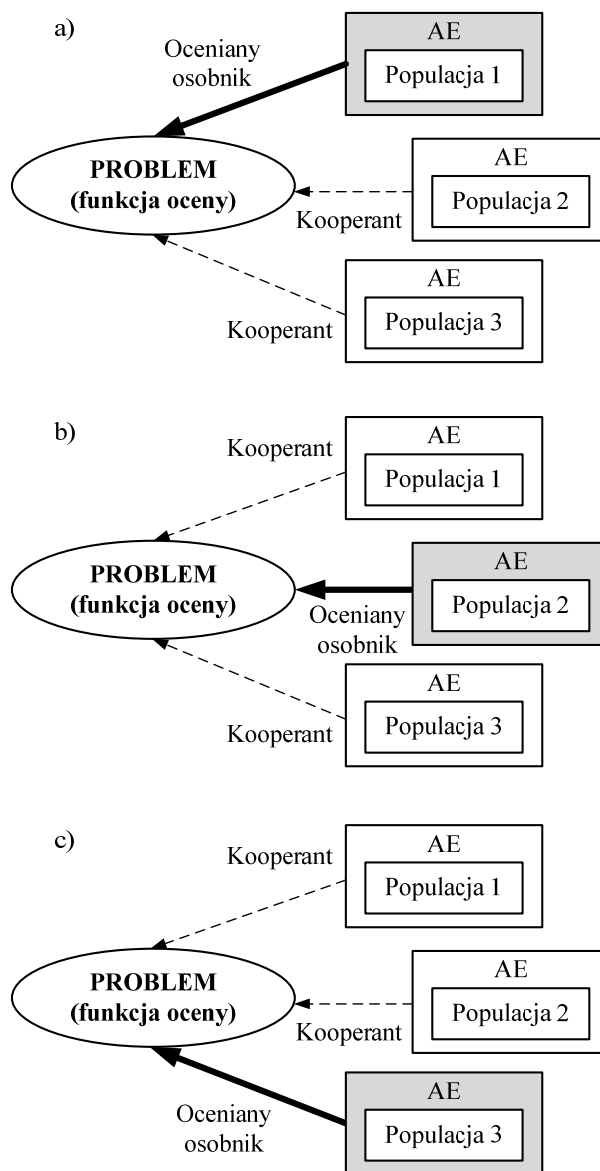 a)
AE
Populacja 1
Oceniany
osobnik
PROBLEM
(funkcja oceny)
AE
Populacja 2
Kooperant
AE
Populacja 3
Kooperant
b)
Kooperant
AE
Populacja 1
PROBLEM
(funkcja oceny)
AE
Populacja 2
Oceniany
osobnik
AE
Populacja 3
Kooperant
c)
Kooperant
AE
Populacja 1
PROBLEM
(funkcja oceny)
AE
Populacja 2
Kooperant
AE
Populacja 3
Oceniany
osobnik